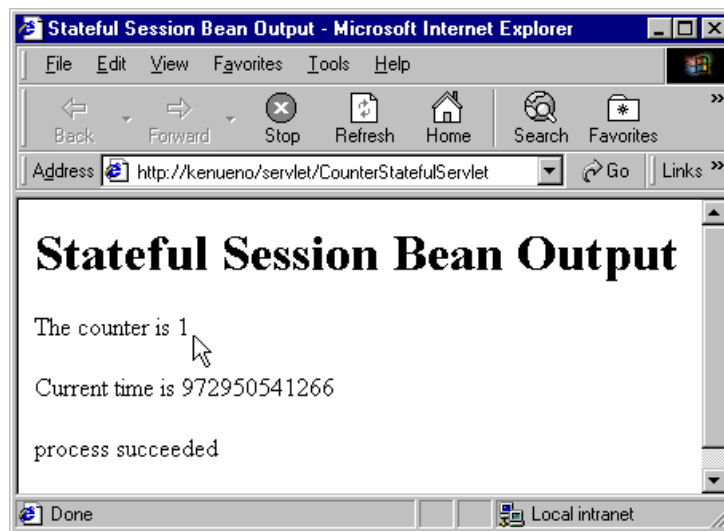 Stateful Session Bean Output - Microsoft Internet Explorer
File Edit View Favorites Tools Help
Back Forward Stop Refresh Home Search Favorites »
Address http://kenueno/servlet/CounterStatefulServlet Go Links »
Stateful Session Bean Output
The counter is 1
Current time is 972950541266
process succeeded
Done Local intranet